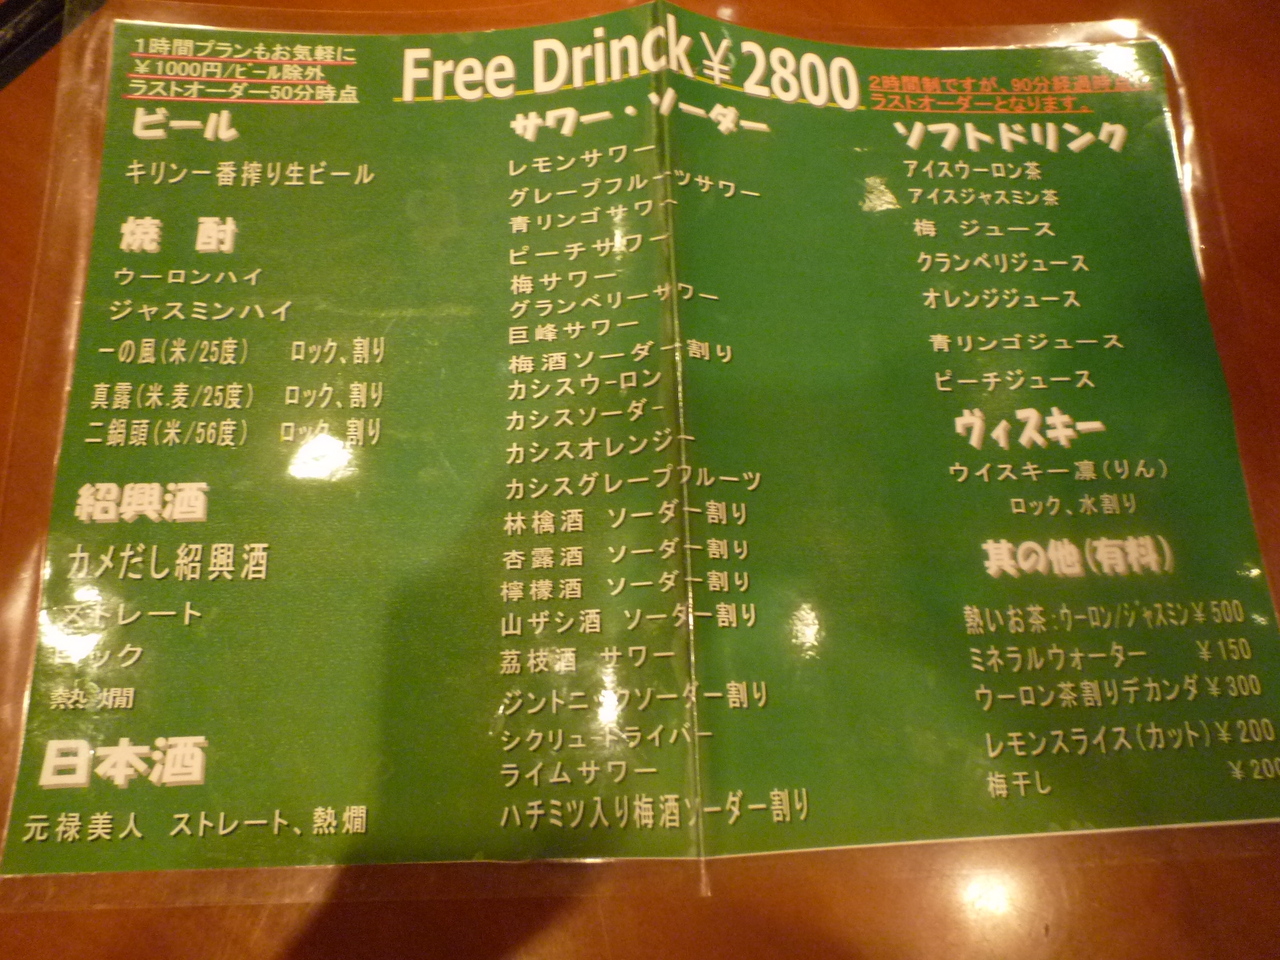 1時間プランもお気軽に
￥1000円/ビール除外
ラストオーダー50分時点
Free Drinck￥2800
2時間制ですが、90分経過時点で
ラストオーダーとなります。
ビール
キリン一番搾り生ビール
焼 酎
ウーロンハイ
ジャスミンハイ
一の風(米/25度) ロック、割り
真露(米.麦/25度) ロック、割り
二鍋頭(米/56度) ロック、割り
紹興酒
カメだし紹興酒
ストレート
ロック
熱 燗
日本酒
元禄美人 ストレート、熱燗
サワー・ソーダー
レモンサワー
グレープフルーツサワー
青リンゴサワー
ピーチサワー
梅サワー
グランベリーサワー
巨峰サワー
梅酒ソーダー割り
カシスウーロン
カシスソーダー
カシスオレンジー
カシスグレープフルーツ
林檎酒 ソーダー割り
杏露酒 ソーダー割り
檸檬酒 ソーダー割り
山ザシ酒 ソーダー割り
荔枝酒 サワー
ジントニックソーダー割り
シクリュードライバー
ライムサワー
ハチミツ入り梅酒ソーダー割り
ソフトドリンク
アイスウーロン茶
アイスジャスミン茶
梅 ジュース
クランベリジュース
オレンジジュース
青リンゴジュース
ピーチジュース
ヴィスキー
ウイスキー凛(りん)
ロック、水割り
其の他(有料)
熱いお茶:ウーロン/ジャスミン￥500
ミネラルウォーター ￥150
ウーロン茶割りデカンダ￥300
レモンスライス(カット)￥200
梅干し ￥200